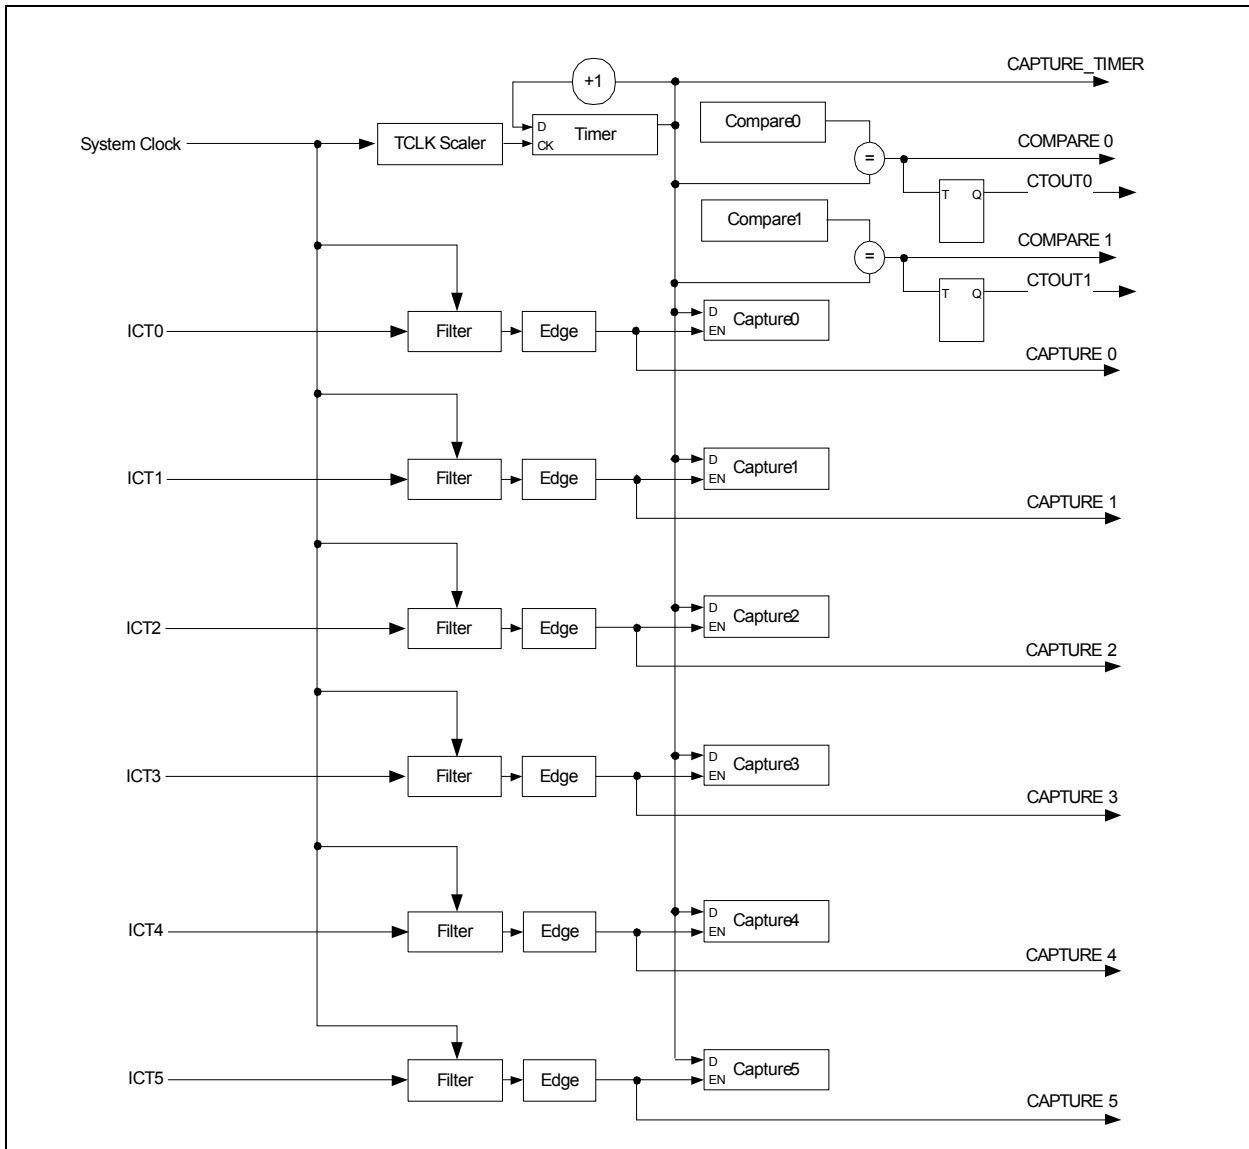 CAPTURE_TIMER
+1
D
CK
Timer
Compare0
System Clock
TCLK Scaler
=
COMPARE 0
T
Q
CTOUT0
Compare1
=
COMPARE 1
T
Q
CTOUT1
ICT0
Filter
Edge
D
EN
Capture0
CAPTURE 0
ICT1
Filter
Edge
D
EN
Capture1
CAPTURE 1
ICT2
Filter
Edge
D
EN
Capture2
CAPTURE 2
ICT3
Filter
Edge
D
EN
Capture3
CAPTURE 3
ICT4
Filter
Edge
D
EN
Capture4
CAPTURE 4
ICT5
Filter
Edge
D
EN
Capture5
CAPTURE 5